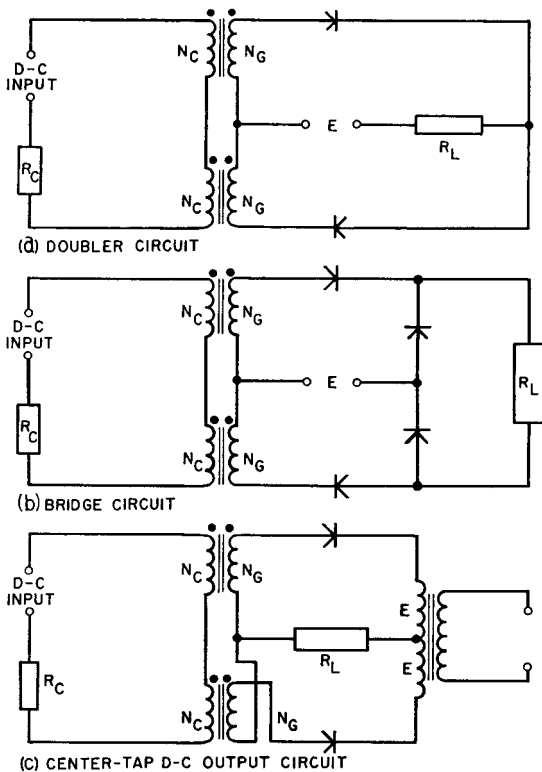 N_C N_G
D-C
INPUT
E
R_C
R_L
N_C N_G
(a) DOUBLER CIRCUIT
N_C N_G
D-C
INPUT
E
R_L
R_C
N_C N_G
(b) BRIDGE CIRCUIT
N_C N_G
D-C
INPUT
E
R_L
E
R_C
N_C N_G
(c) CENTER-TAP D-C OUTPUT CIRCUIT